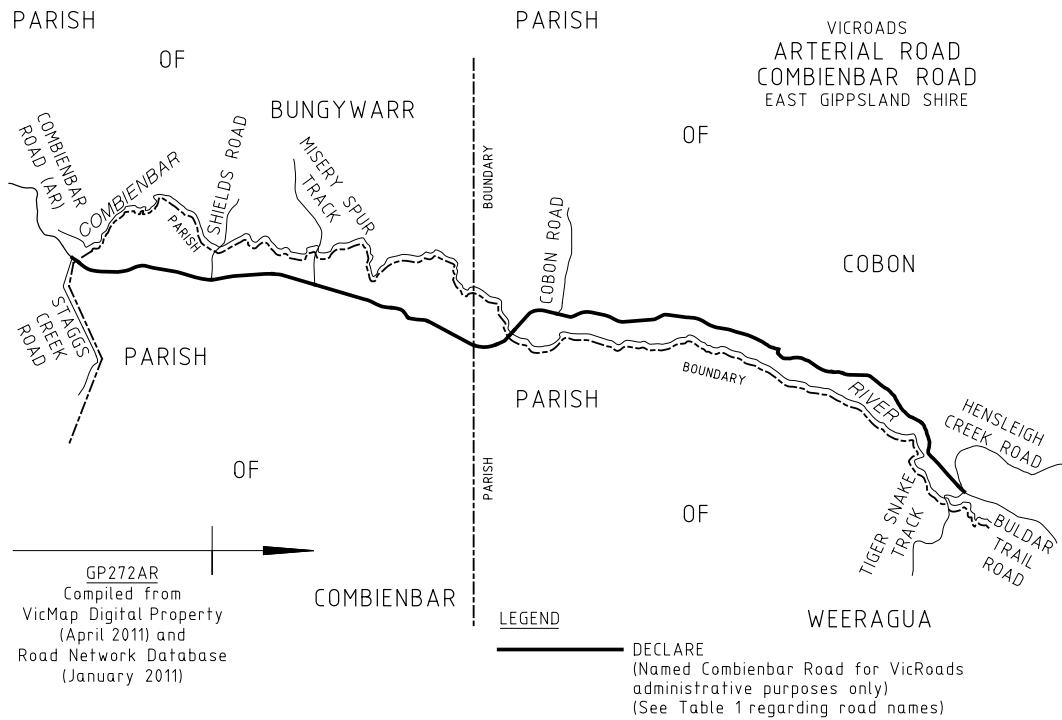 PARISH
OF
BUNGYWARR
PARISH
OF
COBON
VICROADS
ARTERIAL ROAD
COMBIENBAR ROAD
EAST GIPPSLAND SHIRE
COMBIENBAR
ROAD (AR)
COMBIENBAR
PARISH
SHIELDS ROAD
MISERY SPUR
TRACK
BOUNDARY
COBON ROAD
STAGGS
CREEK
ROAD
PARISH
OF
COMBIENBAR
PARISH
BOUNDARY
RIVER
HENSLEIGH
CREEK ROAD
PARISH
OF
WEERAGUA
TIGER SNAKE
TRACK
BULDAR
TRAIL
ROAD
GP272AR
Compiled from
VicMap Digital Property
(April 2011) and
Road Network Database
(January 2011)
LEGEND
DECLARE
(Named Combienbar Road for VicRoads
administrative purposes only)
(See Table 1 regarding road names)